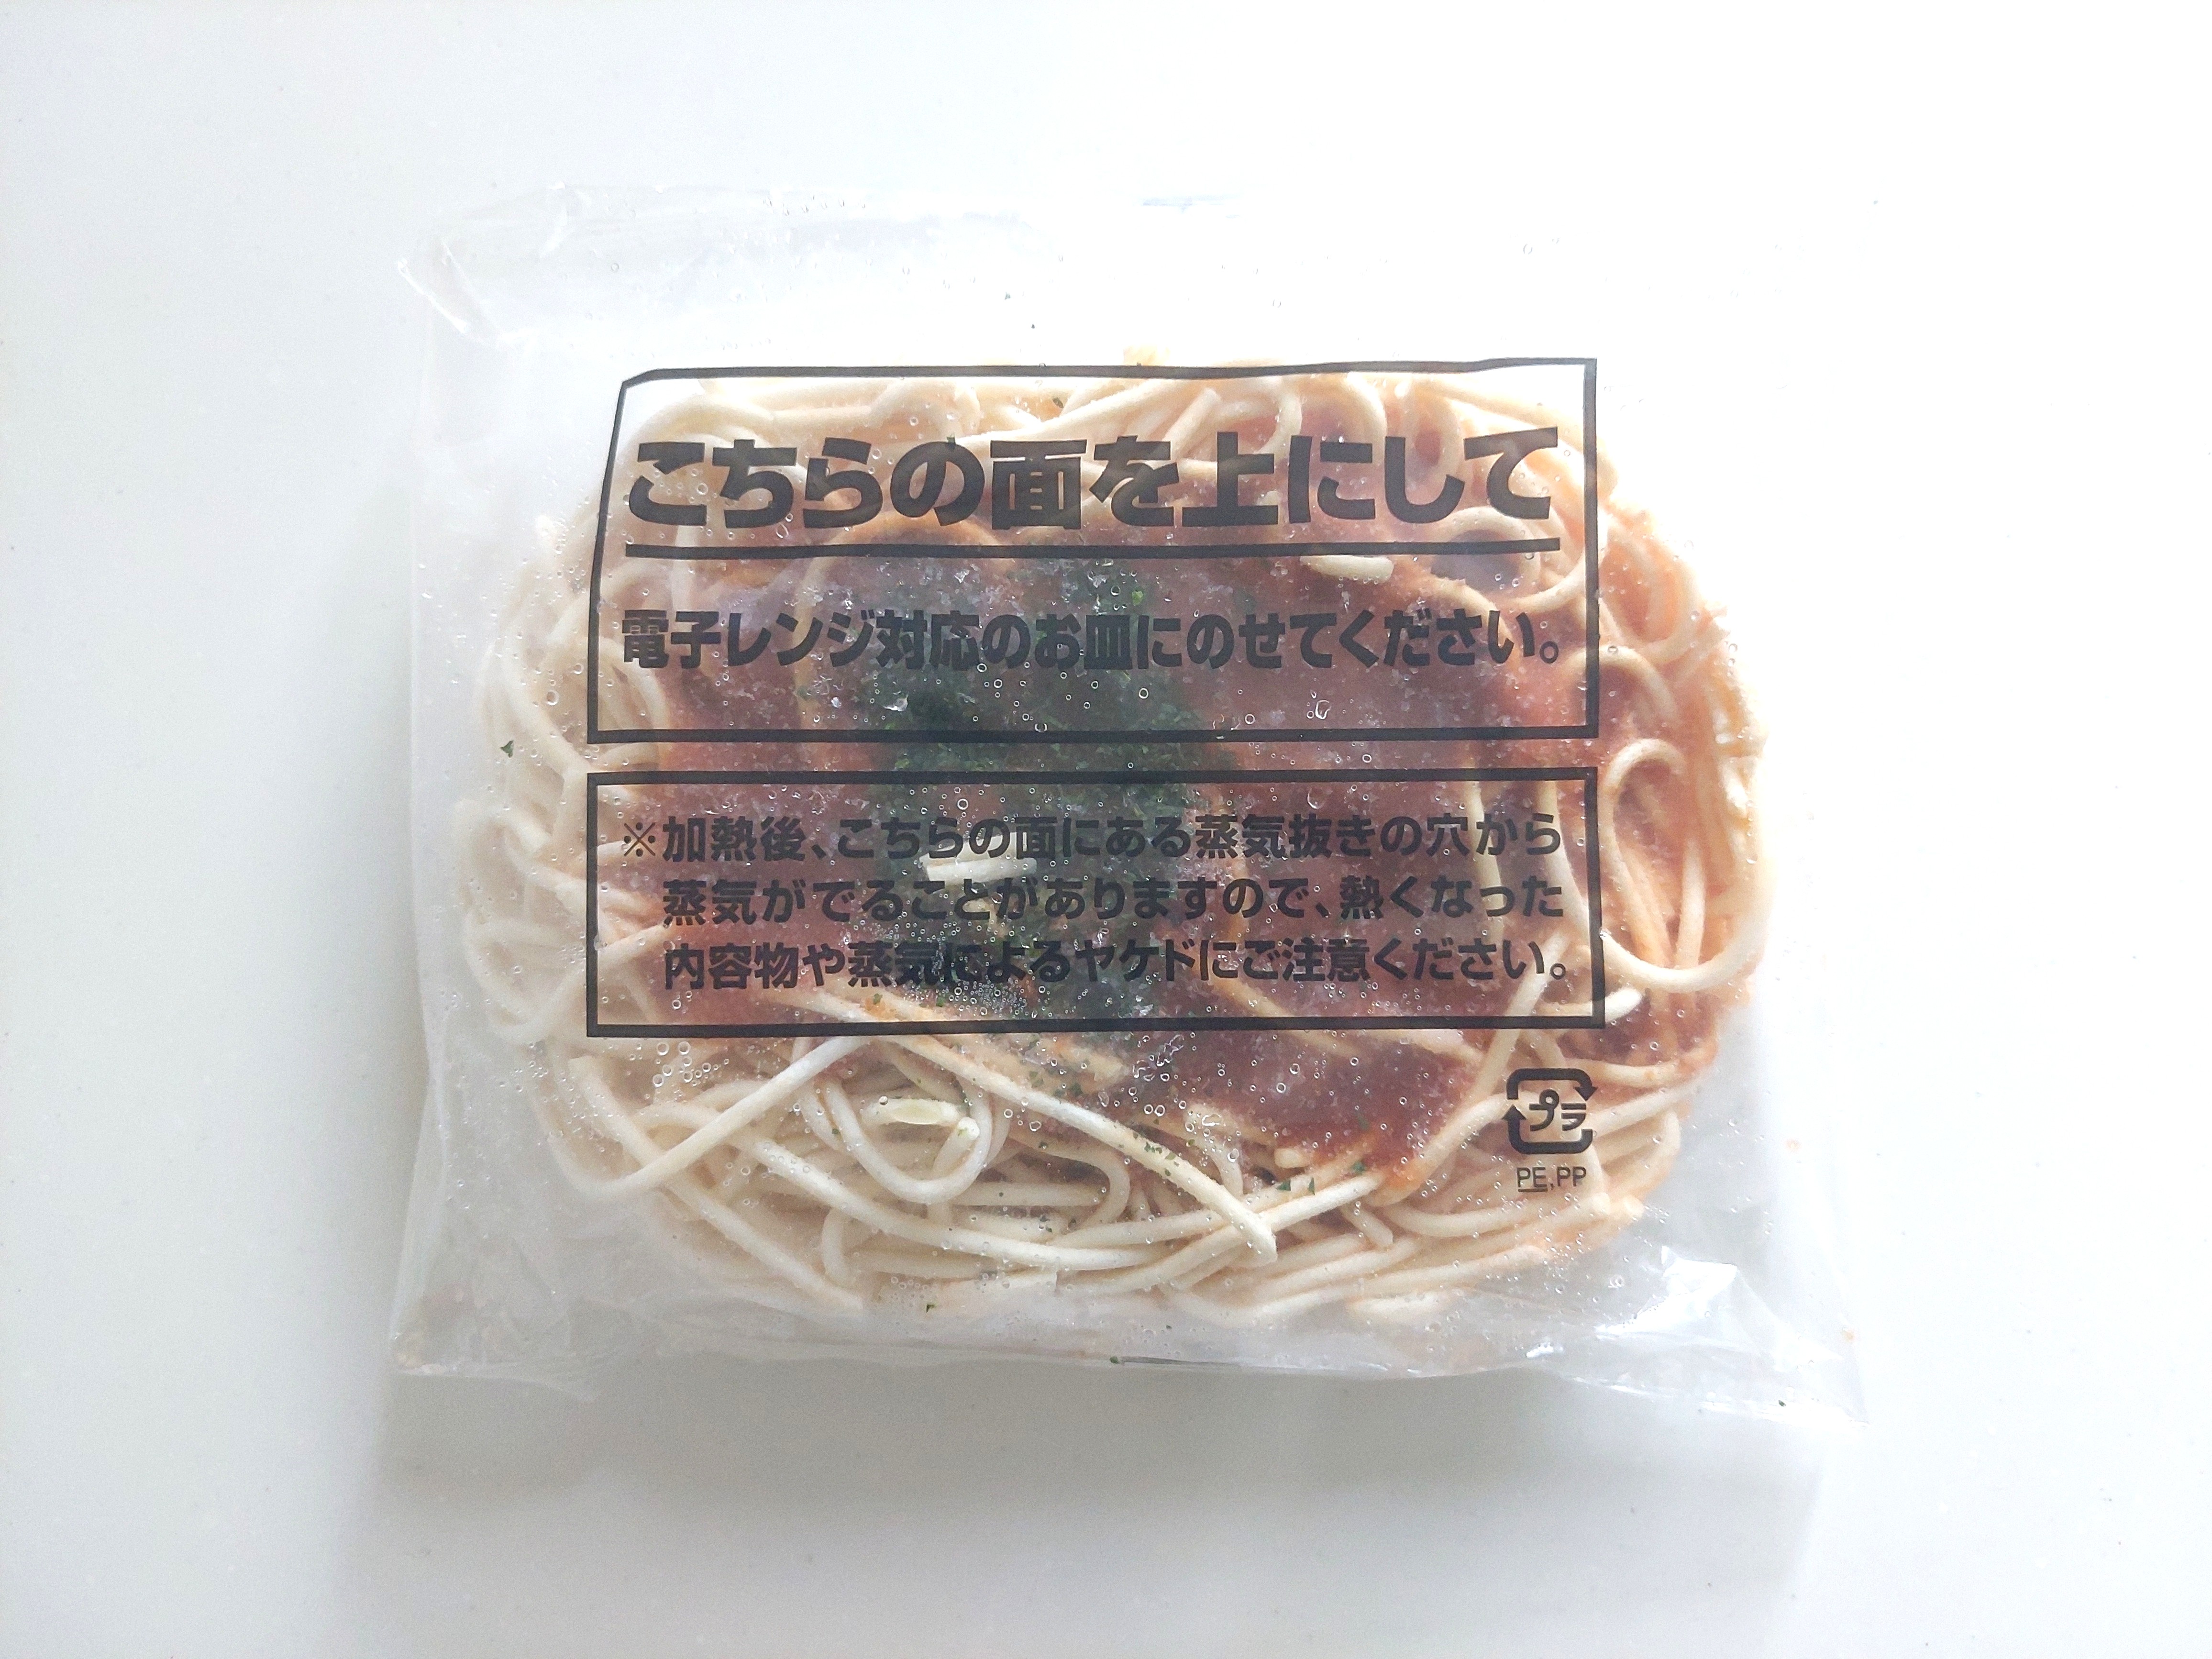 こちらの面を上にして
電子レンジ対応のお皿にのせてください。
※加熱後、こちらの面にある蒸気抜きの穴から
蒸気がでることがありますので、熱くなった
内容物や蒸気によるヤケドにご注意ください。
プラ
PE,PP